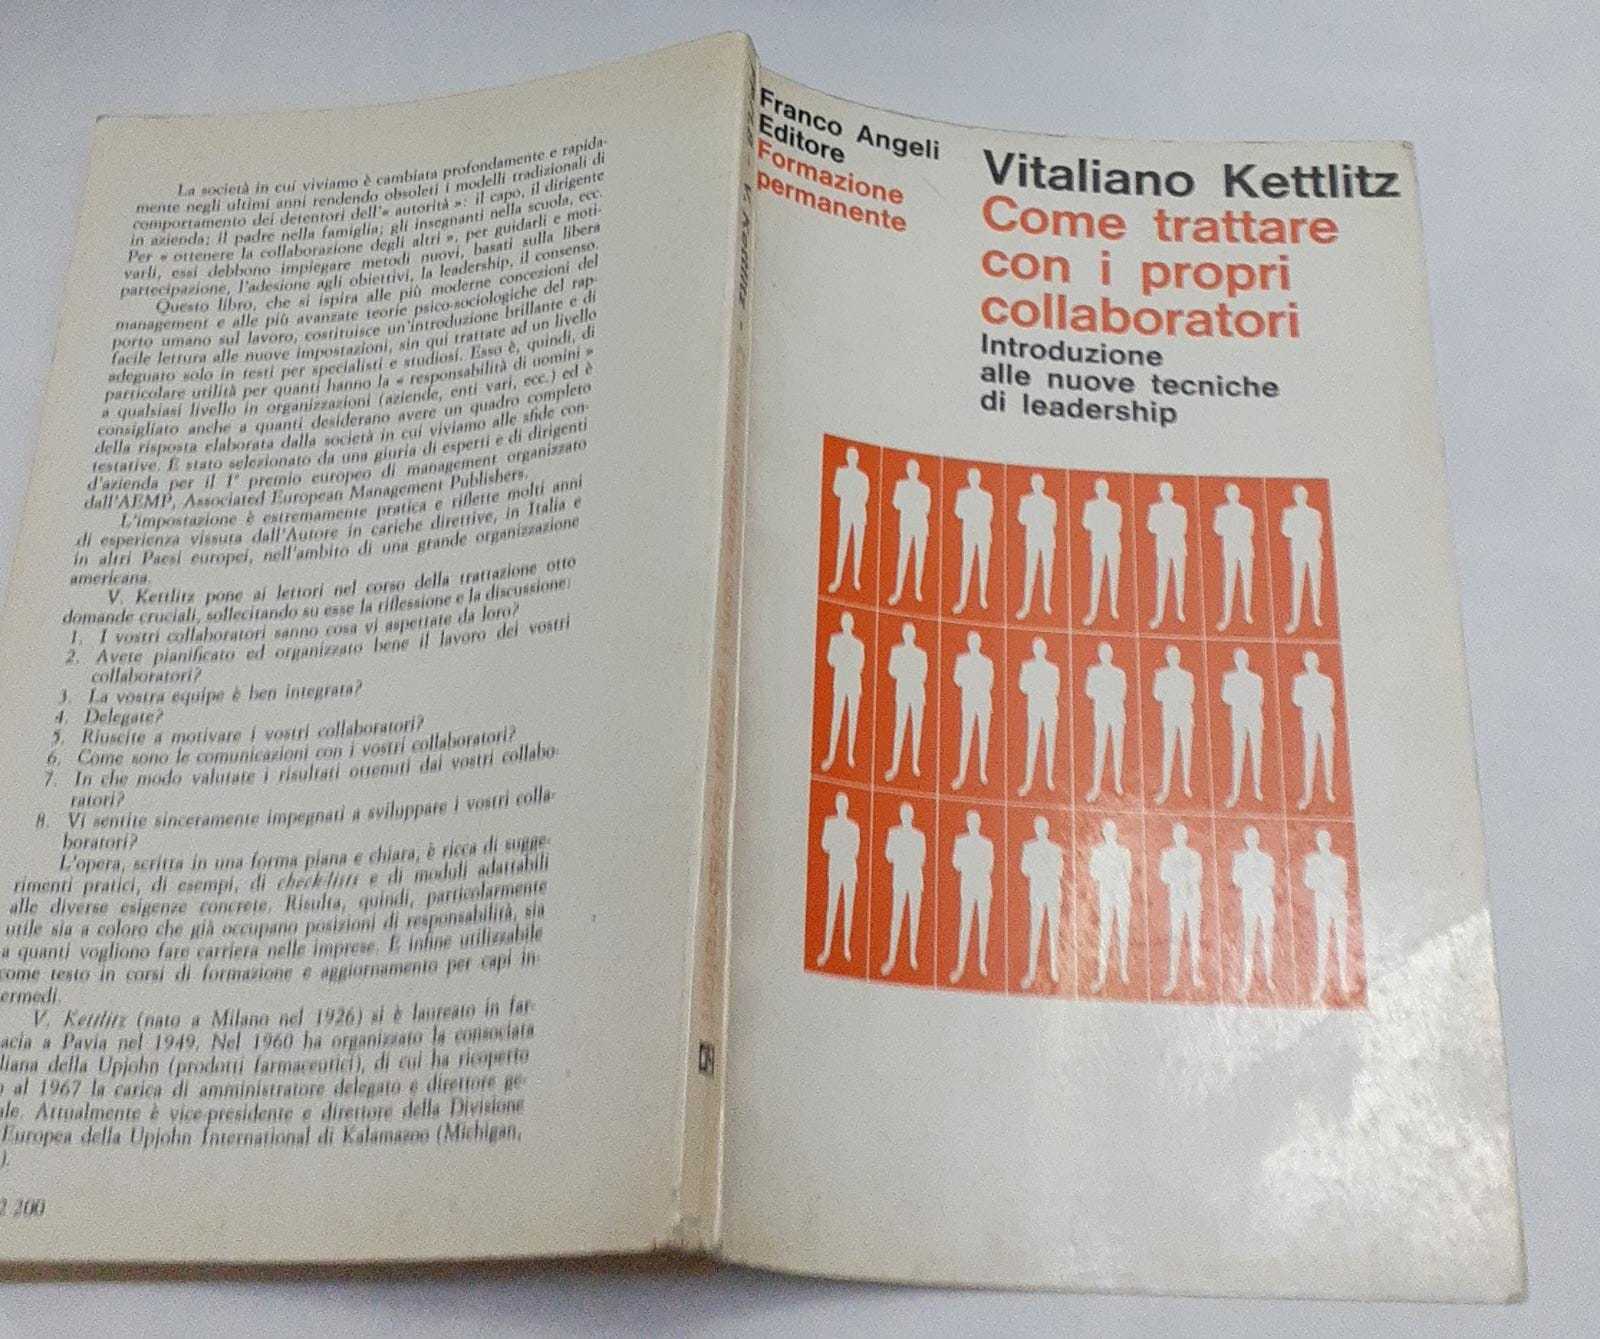 La società in cui viviamo è cambiata profondamente e rapida-
mente negli ultimi anni rendendo obsoleti i modelli tradizionali di
comportamento dei detentori dell'« autorità »: il capo, il dirigente
in azienda; il padre nella famiglia; gli insegnanti nella scuola, ecc.
Per « ottenere la collaborazione degli altri », per guidarli e moti-
varli, essi debbono impiegare metodi nuovi, basati sulla libera
partecipazione, l'adesione agli obiettivi, la leadership, il consenso.
Questo libro, che si ispira alle più moderne concezioni del
management e alle più avanzate teorie psico-sociologiche del rap-
porto umano sul lavoro, costituisce un'introduzione brillante e di
facile lettura alle nuove impostazioni, sin qui trattate ad un livello
adeguato solo in testi per specialisti e studiosi. Esso è, quindi, di
particolare utilità per quanti hanno la « responsabilità di uomini »
a qualsiasi livello in organizzazioni (aziende, enti vari, ecc.) ed è
consigliato anche a quanti desiderano avere un quadro completo
della risposta elaborata dalla società in cui viviamo alle sfide con-
testative. È stato selezionato da una giuria di esperti e di dirigenti
d'azienda per il 1° premio europeo di management organizzato
dall'AEMP, Associated European Management Publishers.
L'impostazione è estremamente pratica e riflette molti anni
di esperienza vissuta dall'Autore in cariche direttive, in Italia e
in altri Paesi europei, nell'ambito di una grande organizzazione
americana.
V. Kettlitz pone ai lettori nel corso della trattazione otto
domande cruciali, sollecitando su esse la riflessione e la discussione:
1. I vostri collaboratori sanno cosa vi aspettate da loro?
2. Avete pianificato ed organizzato bene il lavoro dei vostri
collaboratori?
3. La vostra equipe è ben integrata?
4. Delegate?
5. Riuscite a motivare i vostri collaboratori?
6. Come sono le comunicazioni con i vostri collaboratori?
7. In che modo valutate i risultati ottenuti dai vostri collabo-
ratori?
8. Vi sentite sinceramente impegnati a sviluppare i vostri colla-
boratori?
L'opera, scritta in una forma piana e chiara, è ricca di sugge-
rimenti pratici, di esempi, di check-lists e di moduli adattabili
alle diverse esigenze concrete. Risulta, quindi, particolarmente
utile sia a coloro che già occupano posizioni di responsabilità, sia
a quanti vogliono fare carriera nelle imprese. È infine utilizzabile
come testo in corsi di formazione e aggiornamento per capi in-
ermedi.
V. Kettlitz (nato a Milano nel 1926) si è laureato in far-
acia a Pavia nel 1949. Nel 1960 ha organizzato la consociata
liana della Upjohn (prodotti farmaceutici), di cui ha ricoperto
al 1967 la carica di amministratore delegato e direttore ge-
ale. Attualmente è vice-presidente e direttore della Divisione
Europea della Upjohn International di Kalamazoo (Michigan,
).
200
V. Kettlitz -
Franco Angeli
Editore
Formazione
permanente
Vitaliano Kettlitz
Come trattare
con i propri
collaboratori
Introduzione
alle nuove tecniche
di leadership